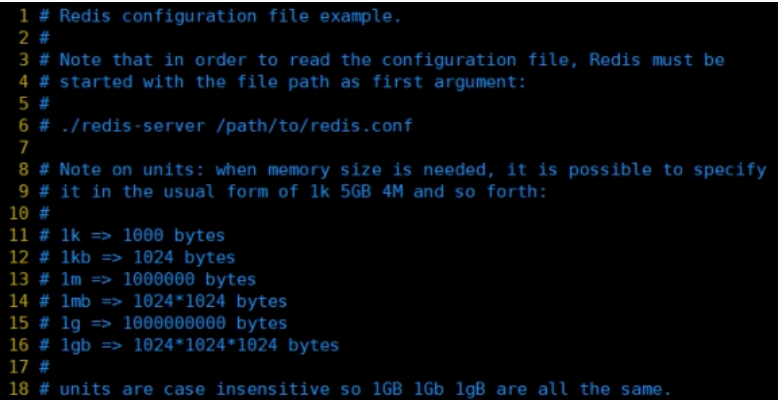 1 # Redis configuration file example.
2 #
3 # Note that in order to read the configuration file, Redis must be
4 # started with the file path as first argument:
5 #
6 # ./redis-server /path/to/redis.conf
7
8 # Note on units: when memory size is needed, it is possible to specify
9 # it in the usual form of 1k 5GB 4M and so forth:
10 #
11 # 1k => 1000 bytes
12 # 1kb => 1024 bytes
13 # 1m => 1000000 bytes
14 # 1mb => 1024*1024 bytes
15 # 1g => 1000000000 bytes
16 # 1gb => 1024*1024*1024 bytes
17 #
18 # units are case insensitive so 1GB 1Gb 1gB are all the same.